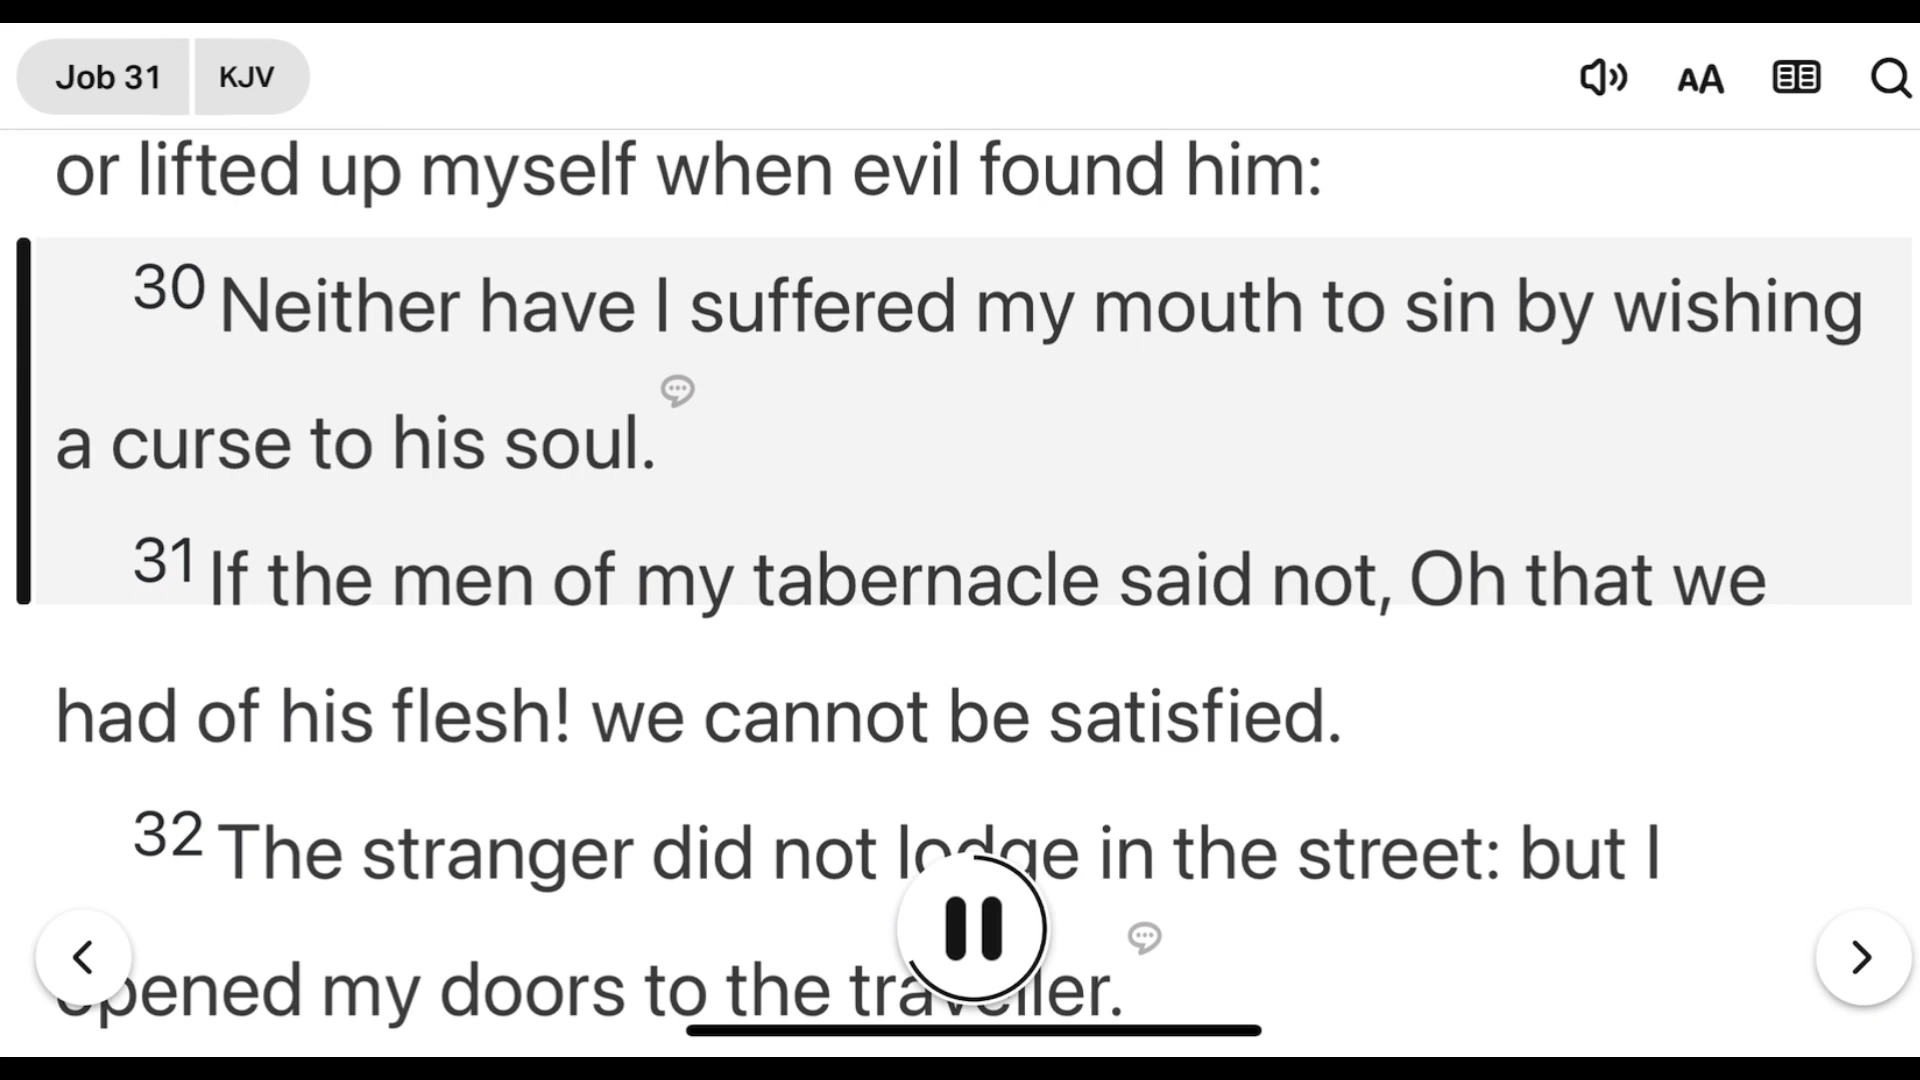 Job 31 KJV AA
or lifted up myself when evil found him:
30 Neither have I suffered my mouth to sin by wishing
a curse to his soul.
31 If the men of my tabernacle said not, Oh that we
had of his flesh! we cannot be satisfied.
32 The stranger did not lodge in the street: but I
opened my doors to the traveller.